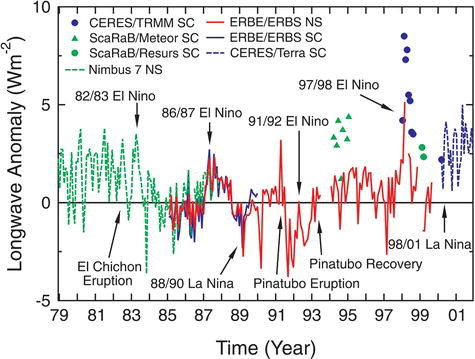 CERES/TRMM SC
ERBE/ERBS NS
ScaRaB/Meteor SC
ERBE/ERBS SC
ScaRaB/Resurs SC
CERES/Terra SC
Nimbus 7 NS
97/98 El Nino
82/83 El Nino
86/87 El Nino
91/92 El Nino
98/01 La Nina
El Chichon
Eruption
88/90 La Nina
Pinatubo Recovery
Pinatubo Eruption
10
5
0
-5
Longwave Anomaly (Wm-2)
79 81 83 85 87 89 91 93 95 97 99 01
Time (Year)